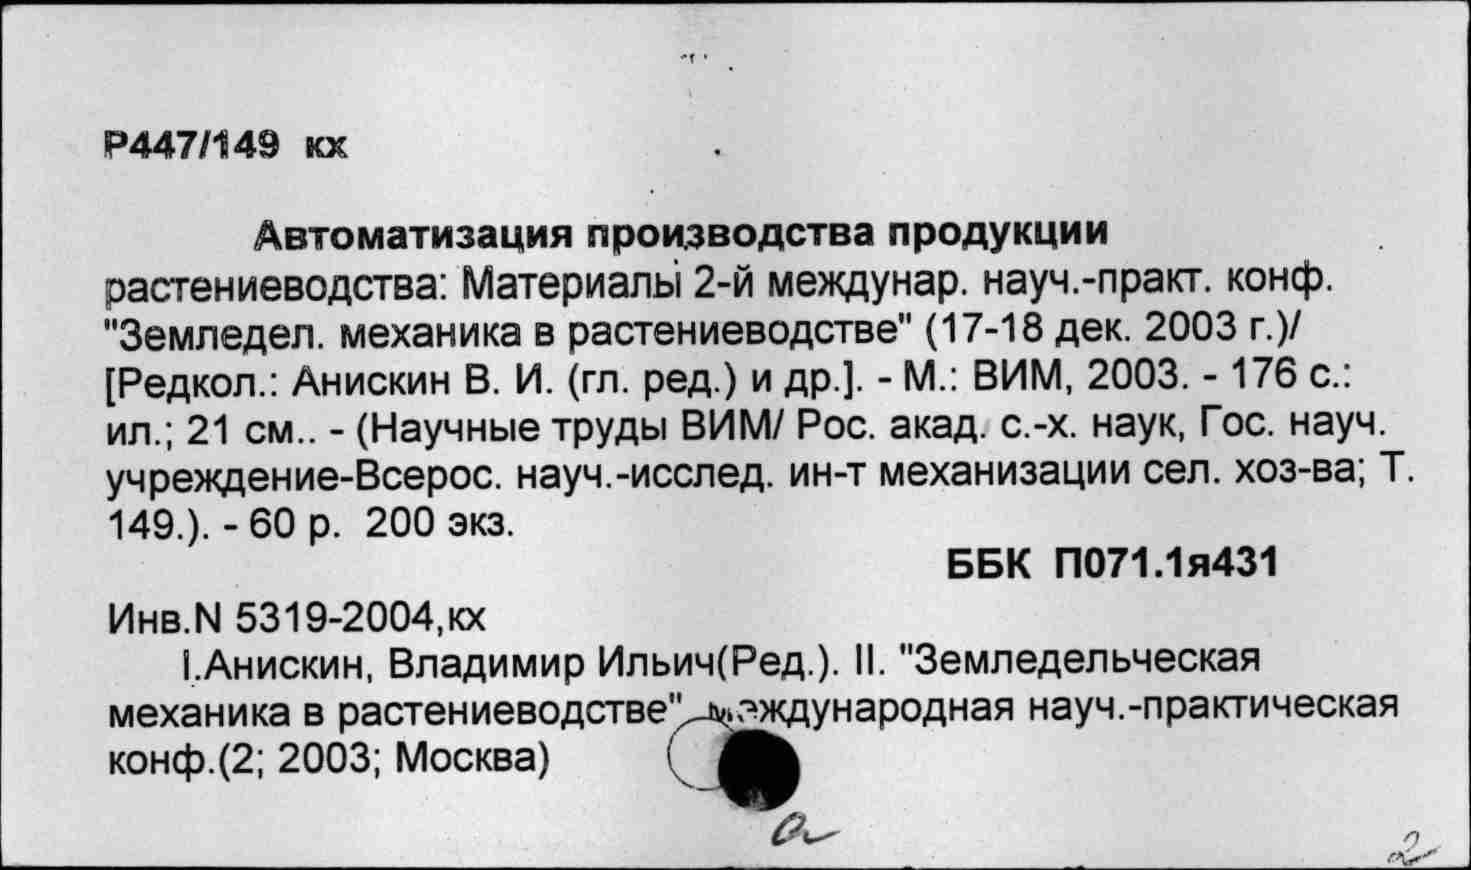 Р447/149 кх
Автоматизация производства продукции
растениеводства: Материалы 2-й междунар. науч.-практ. конф.
"Земледел. механика в растениеводстве" (17-18 дек. 2003 г.)/
[Редкол.: Анискин В. И. (гл. ред.) и др.]. - М.: ВИМ, 2003. - 176 с.:
ил.; 21 см.. - (Научные труды ВИМ/ Рос. акад. с.-х. наук, Гос. науч.
учреждение-Всерос. науч.-исслед. ин-т механизации сел. хоз-ва; Т.
149.). - 60 р. 200 экз.
ББК П071.1я431
Инв.N 5319-2004,кх
I.Анискин, Владимир Ильич(Ред.). II. "Земледельческая
механика в растениеводстве", международная науч.-практическая
конф.(2; 2003; Москва)
а
2